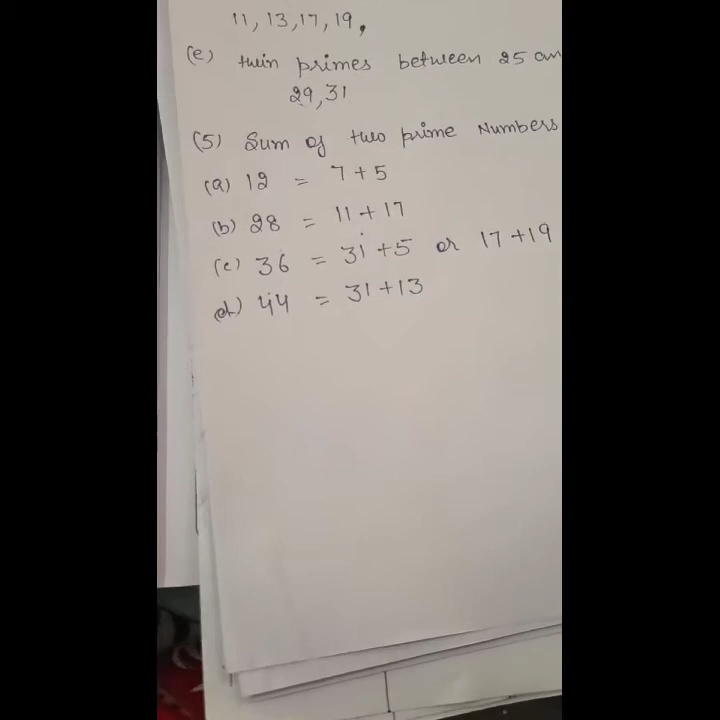 11, 13, 17, 19,
(e) twin primes between 25 an
29, 31
(5) Sum of two prime Numbers
(a) 12 = 7 + 5
(b) 28 = 11 + 17
(c) 36 = 31 + 5 or 17 + 19
(d) 44 = 31 + 13